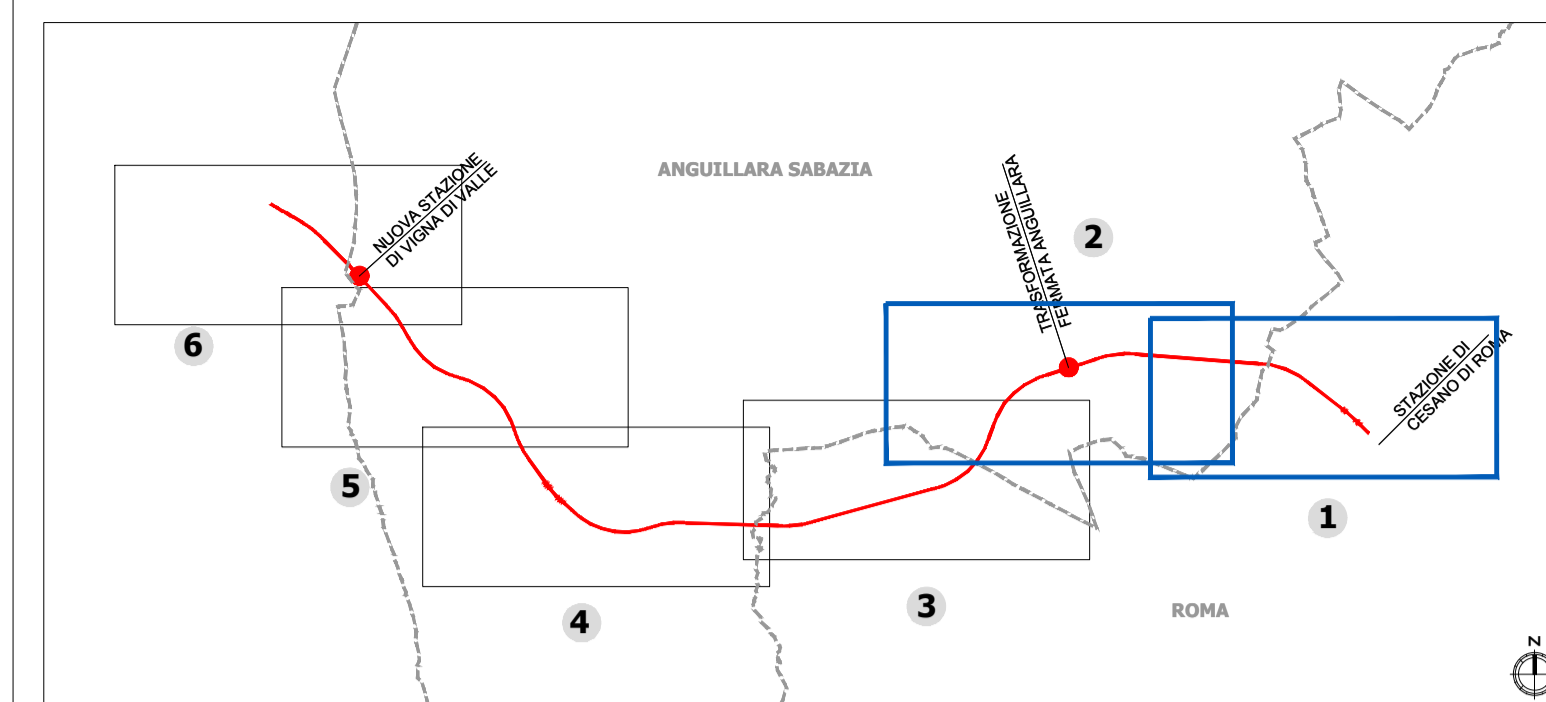 ANGUILLARA SABAZIA
NUOVA STAZIONE
DI VIGNA DI VALLE
TRASFORMAZIONE
FERMATA ANGUILLARA
2
6
STAZIONE DI
CESANO DI ROMA
5
1
3
4
ROMA
N